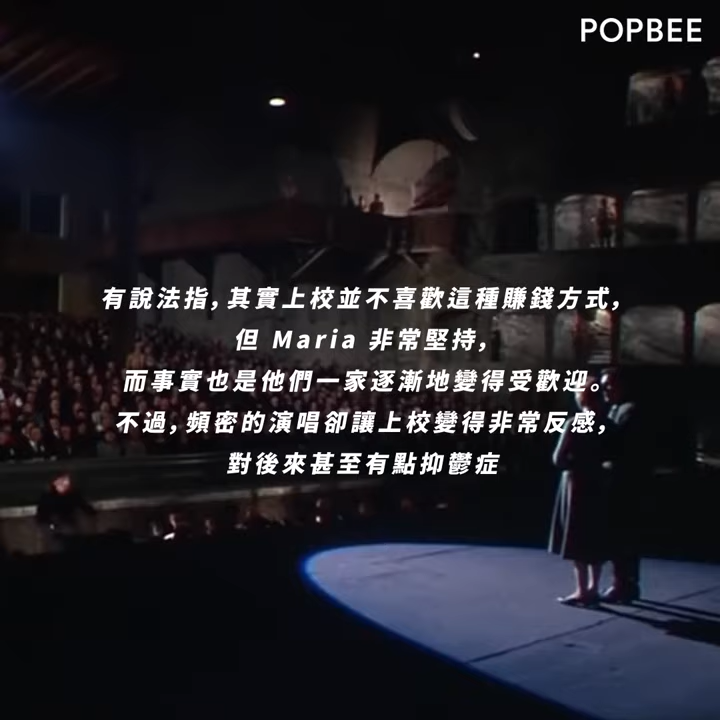 POPBEE
有說法指，其實上校並不喜歡這種賺錢方式，
但 Maria 非常堅持，
而事實也是他們一家逐漸地變得受歡迎。
不過，頻密的演唱卻讓上校變得非常反感，
對後來甚至有點抑鬱症